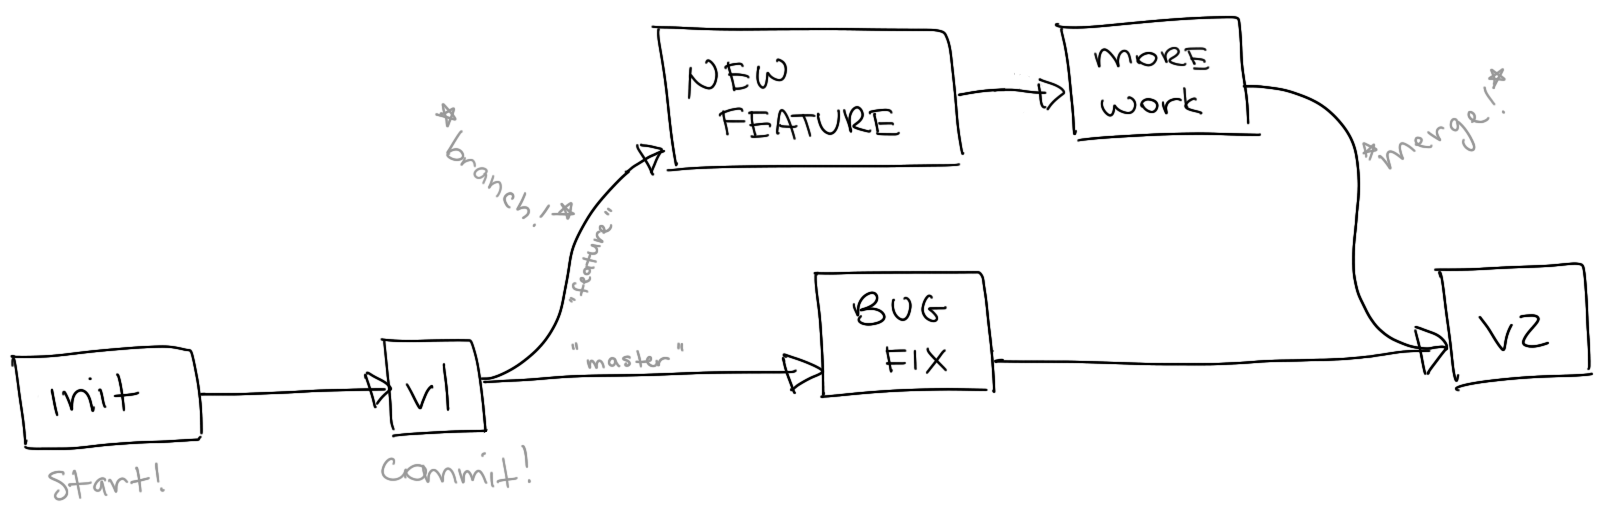 NEW
FEATURE
MORE
work
*branch!*
*merge!*
"feature"
BUG
FIX
"master"
init
v1
v2
Start!
Commit!